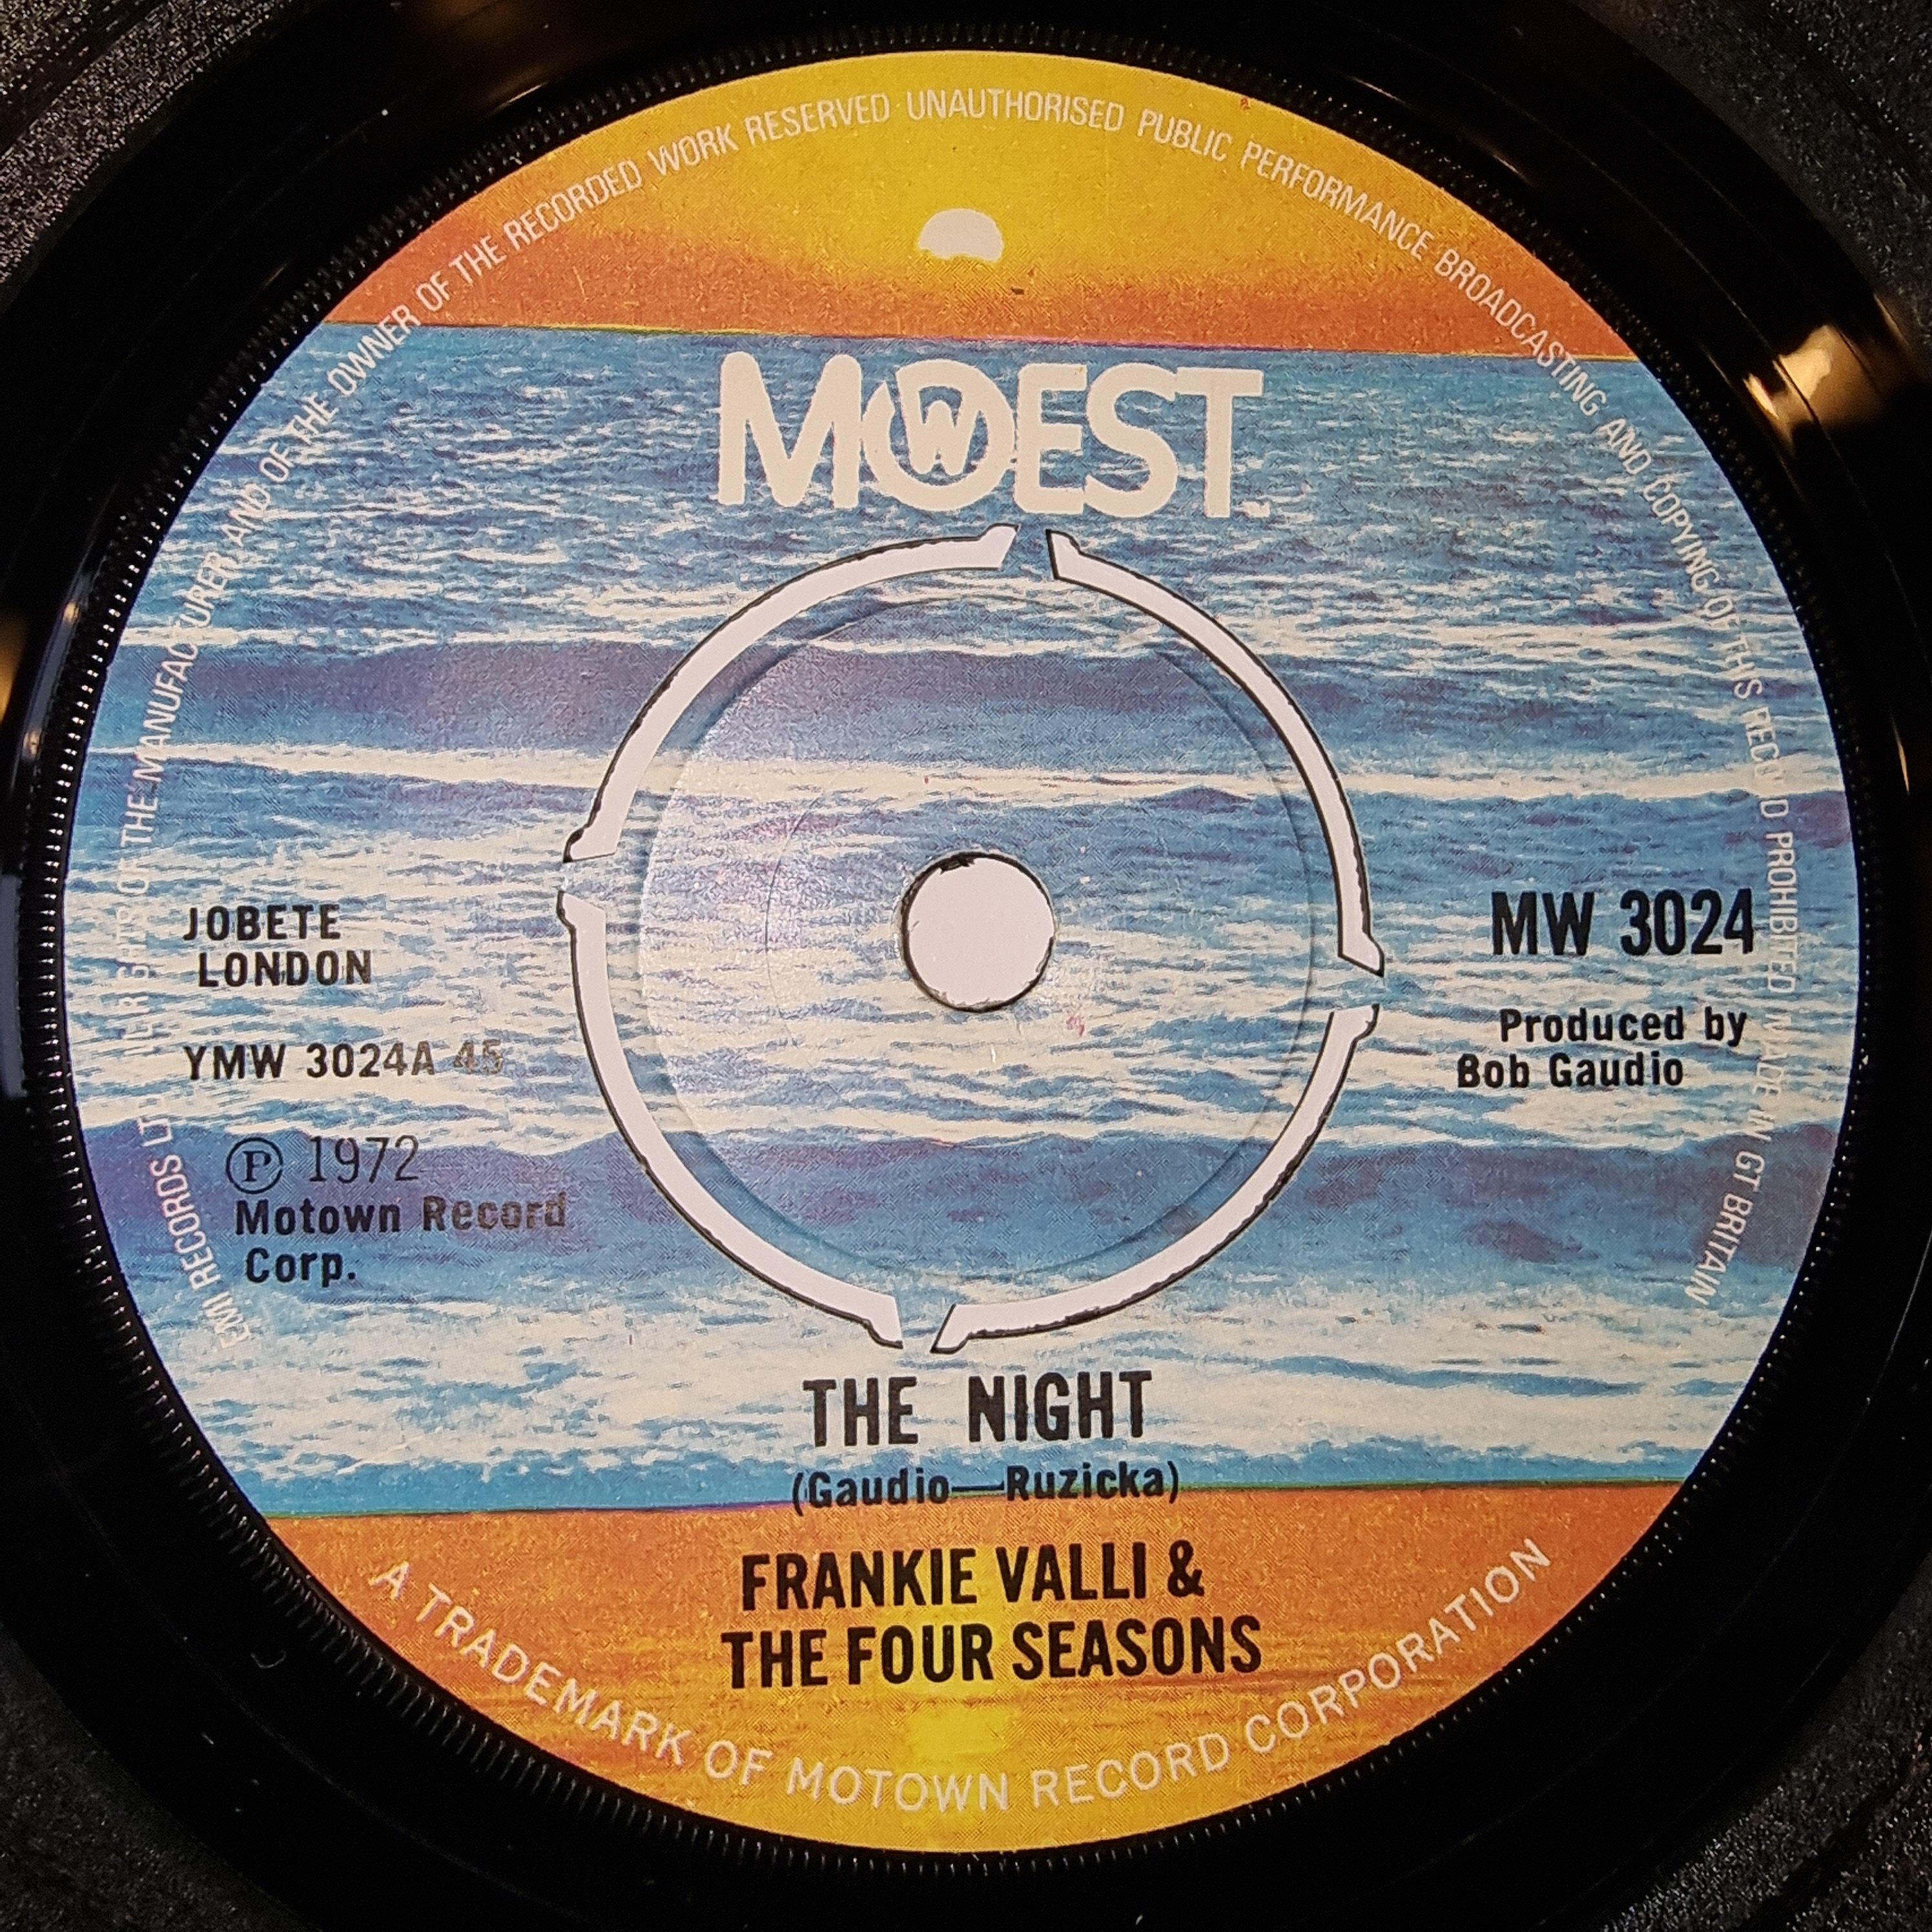 EMI RECORDS LTD. ALL RIGHTS OF THE MANUFACTURER AND OF THE OWNER OF THE RECORDED WORK RESERVED UNAUTHORISED PUBLIC PERFORMANCE BROADCASTING AND COPYING OF THIS RECORD PROHIBITED MADE IN GT BRITAIN
MOWEST
TM
JOBETE
LONDON
YMW 3024A 45
Ⓟ 1972
Motown Record
Corp.
MW 3024
Produced by
Bob Gaudio
THE NIGHT
(Gaudio—Ruzicka)
FRANKIE VALLI &
THE FOUR SEASONS
A TRADEMARK OF MOTOWN RECORD CORPORATION